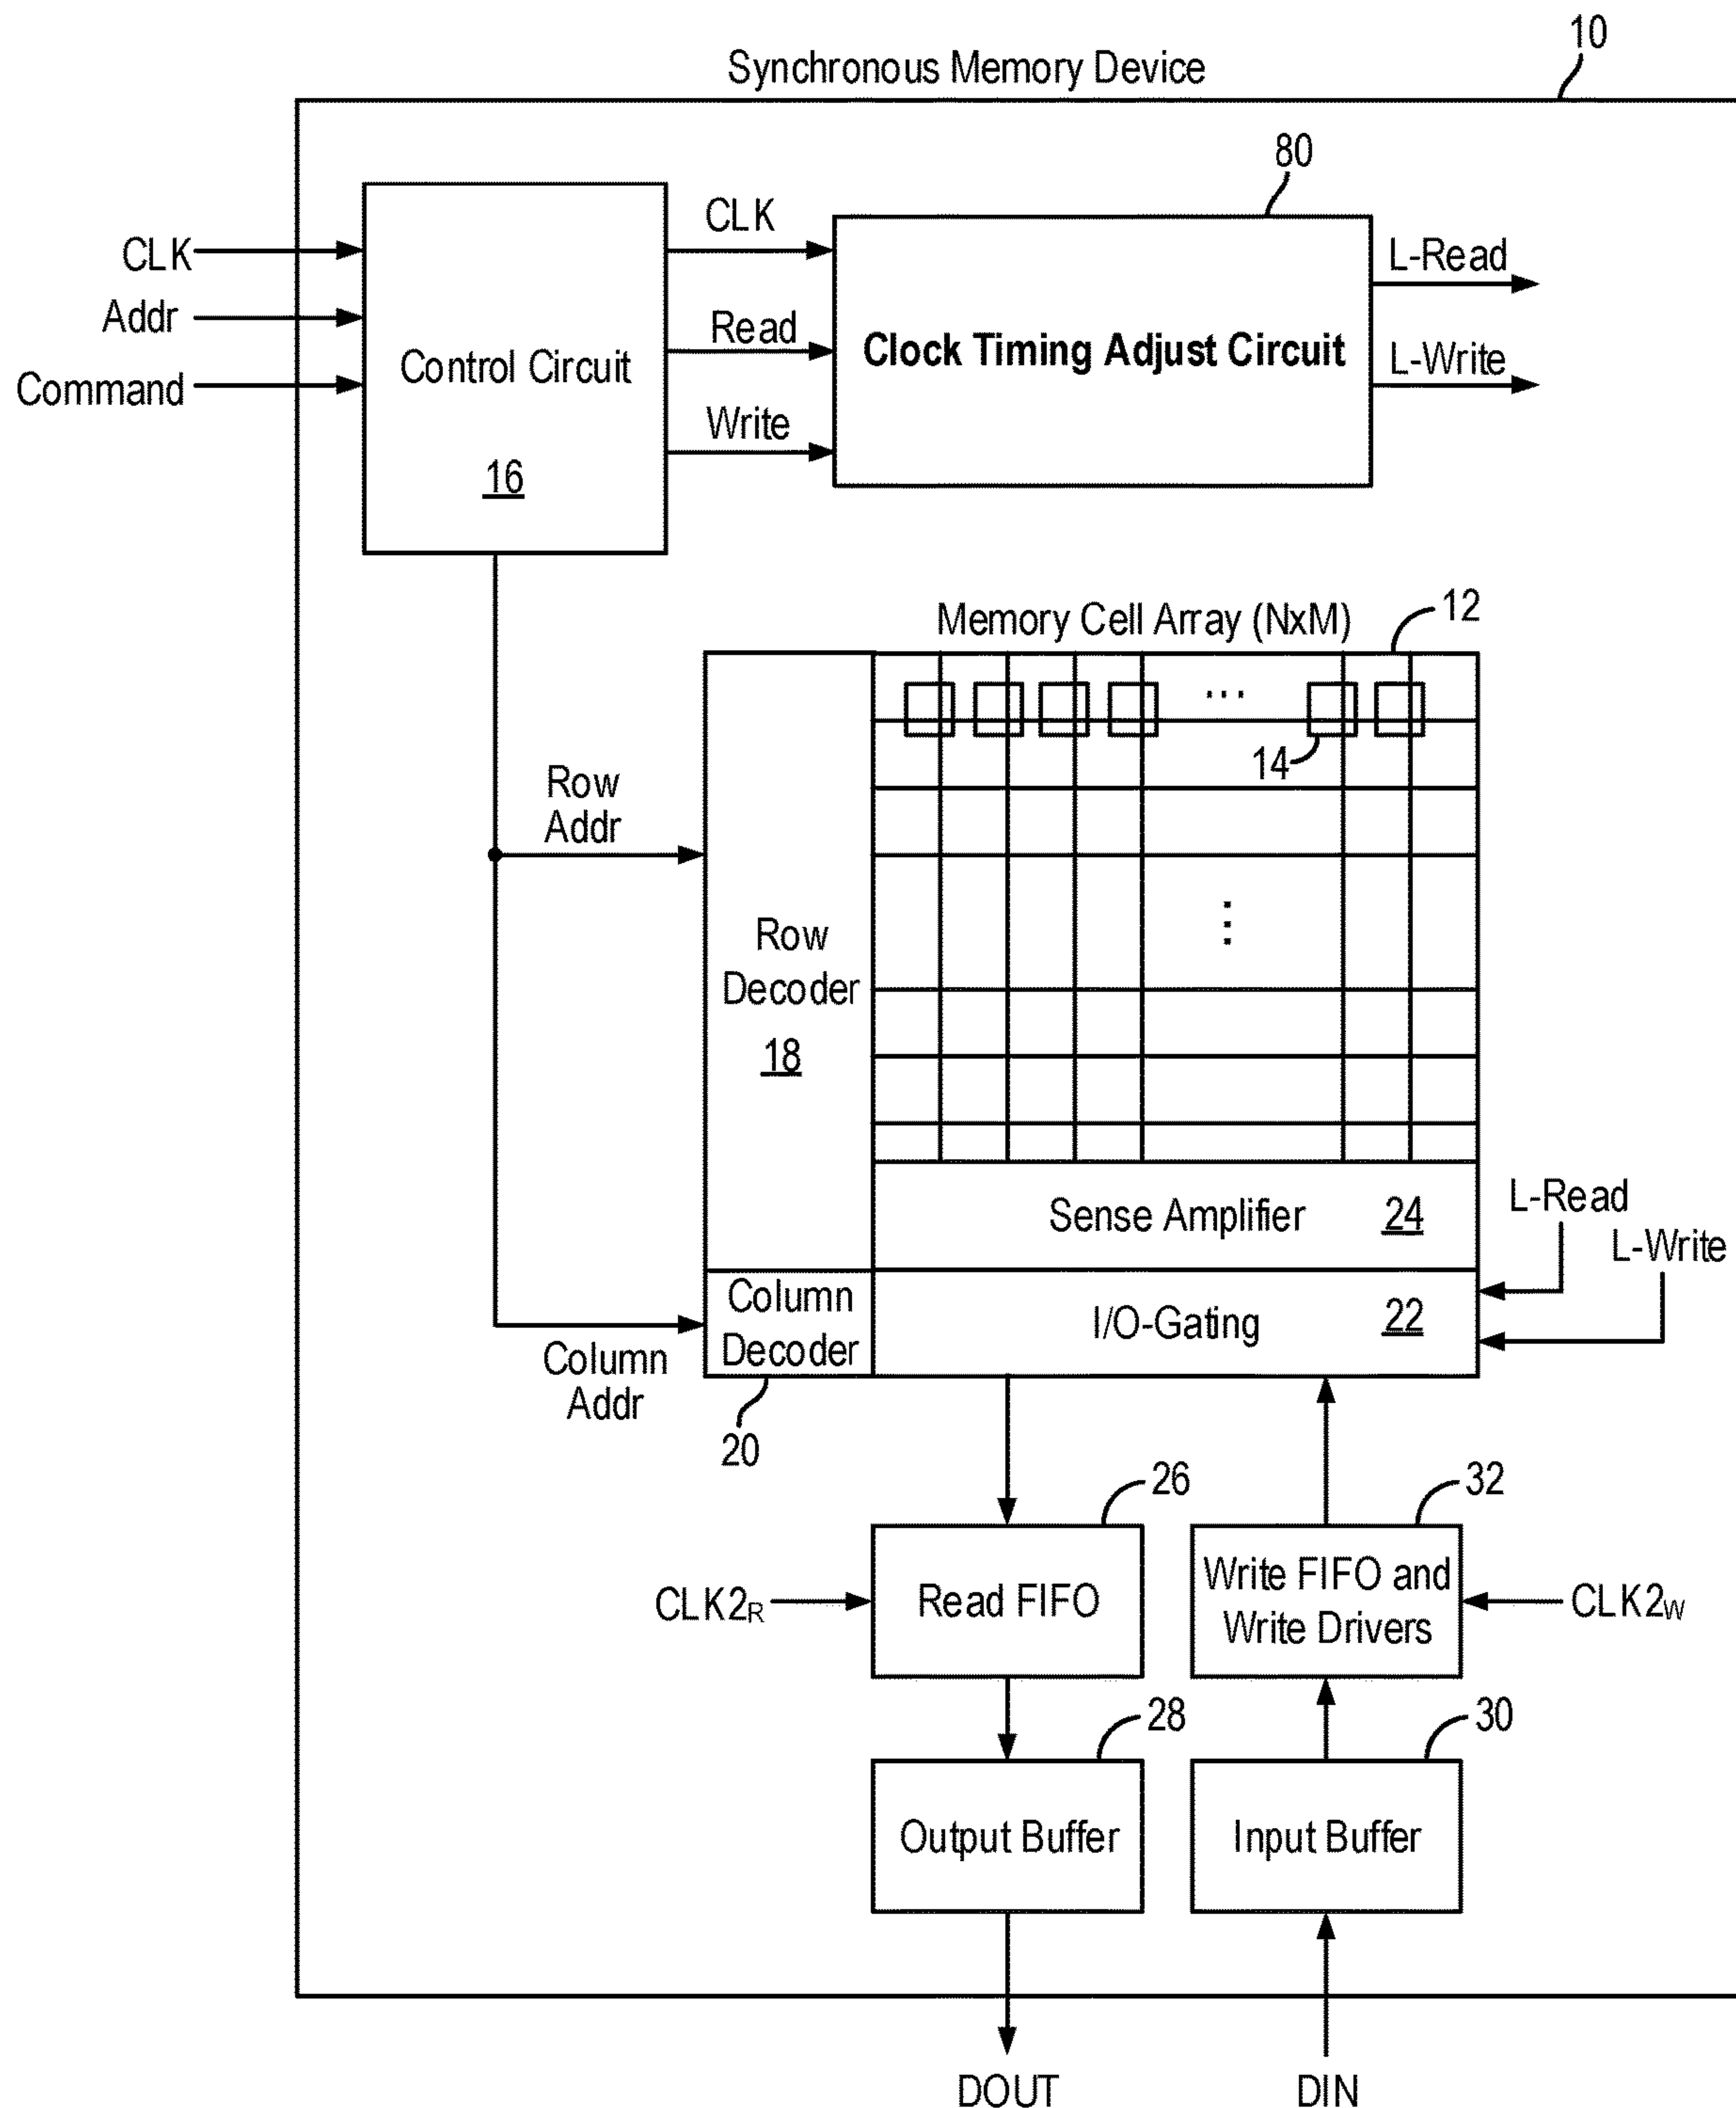 10
Synchronous Memory Device
80
CLK
CLK
L-Read
Addr
Read
Control Circuit
Clock Timing Adjust Circuit
L-Write
Command
Write
16
Memory Cell Array (NxM)
12
...
14
Row
Addr
⋮
Row
Decoder
18
Sense Amplifier 24
L-Read
L-Write
Column
Decoder
I/O-Gating 22
Column
Addr
20
26
32
CLK2R
Read FIFO
Write FIFO and
Write Drivers
CLK2W
28
30
Output Buffer
Input Buffer
DOUT
DIN